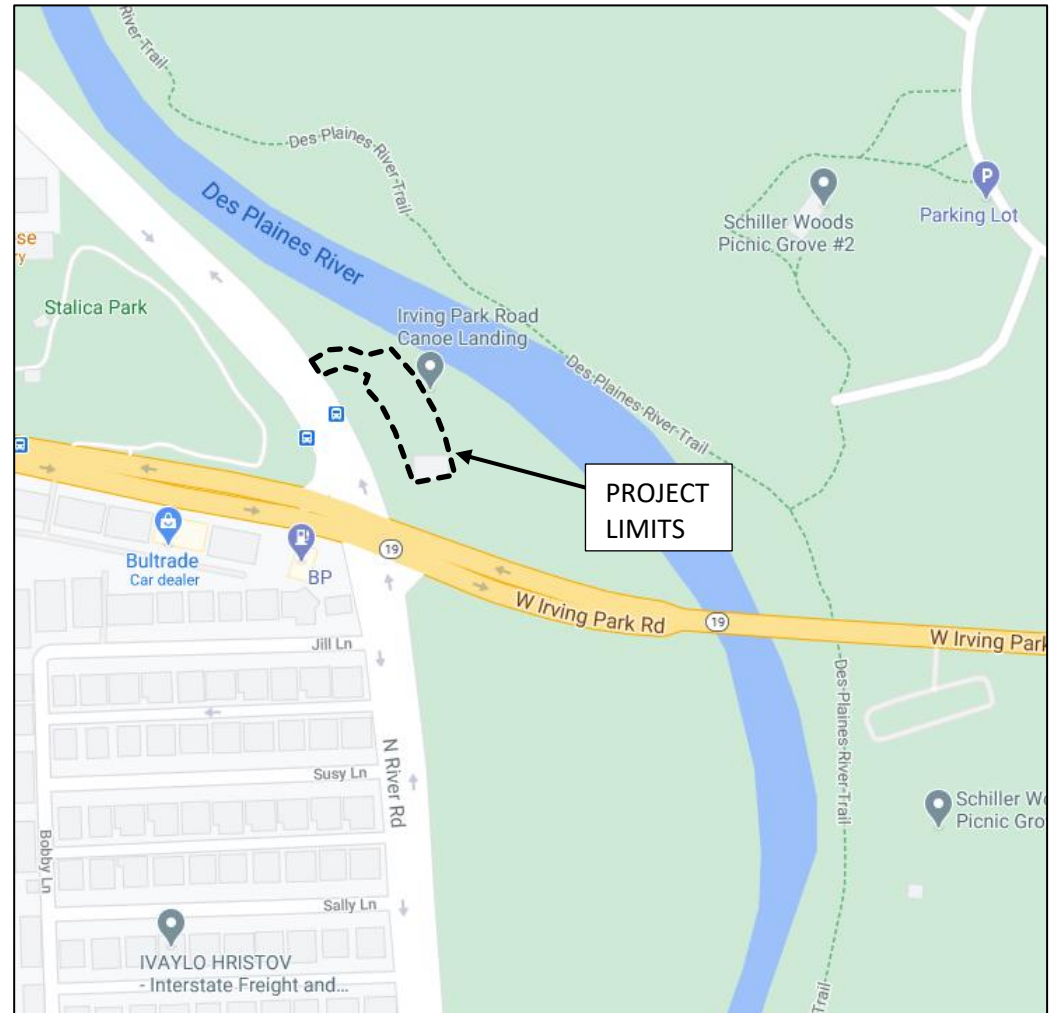 River-Trail
Des-Plaines-River-Trail
Des Plaines River
P
Parking Lot
Schiller Woods
Picnic Grove #2
se
ry
Stalica Park
Irving Park Road
Canoe Landing
Des-Plaines-River-Trail
PROJECT
LIMITS
Bultrade
Car dealer
BP
19
W Irving Park Rd
19
W Irving Park
Jill Ln
Des-Plaines-River-Trail
N River Rd
Susy Ln
Schiller Wo
Picnic Gro
Bobby Ln
Sally Ln
IVAYLO HRISTOV
- Interstate Freight and...
Trail